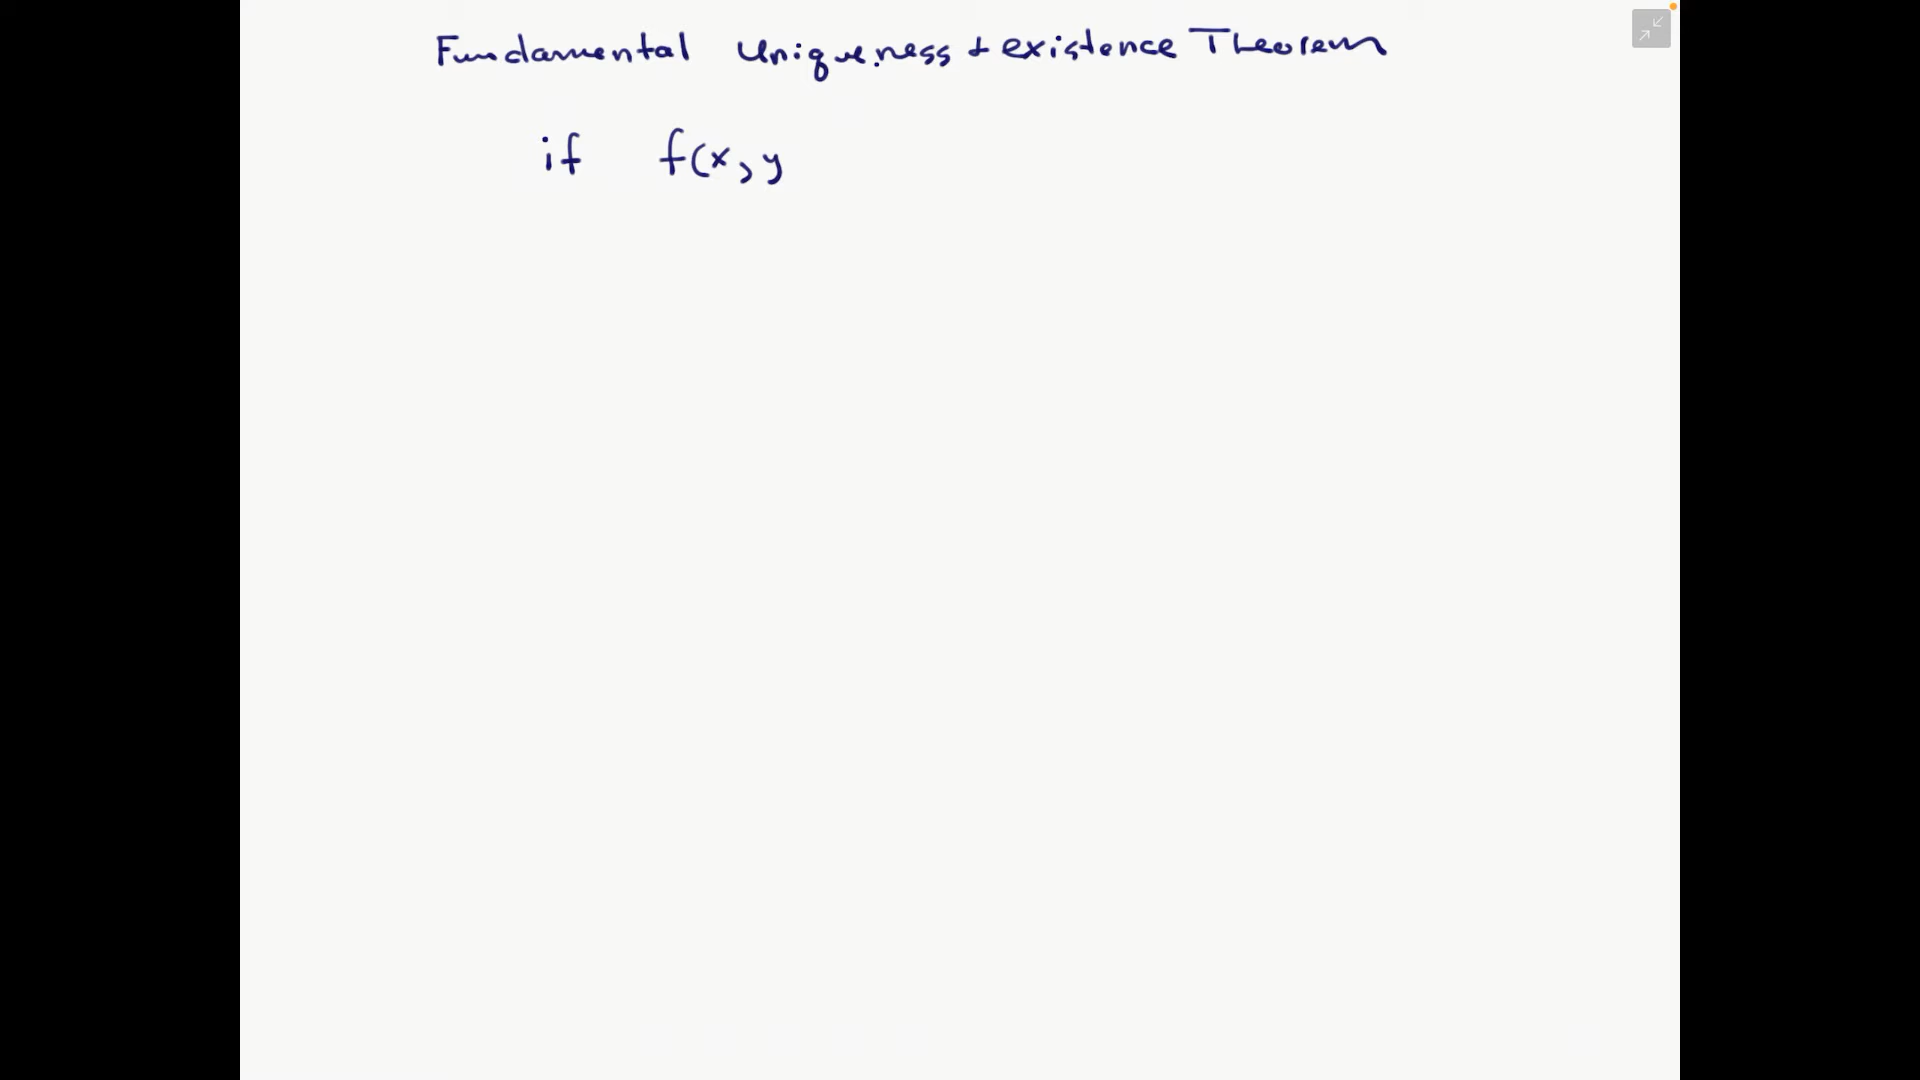 Fundamental Uniqueness + existence Theorem
if f(x,y